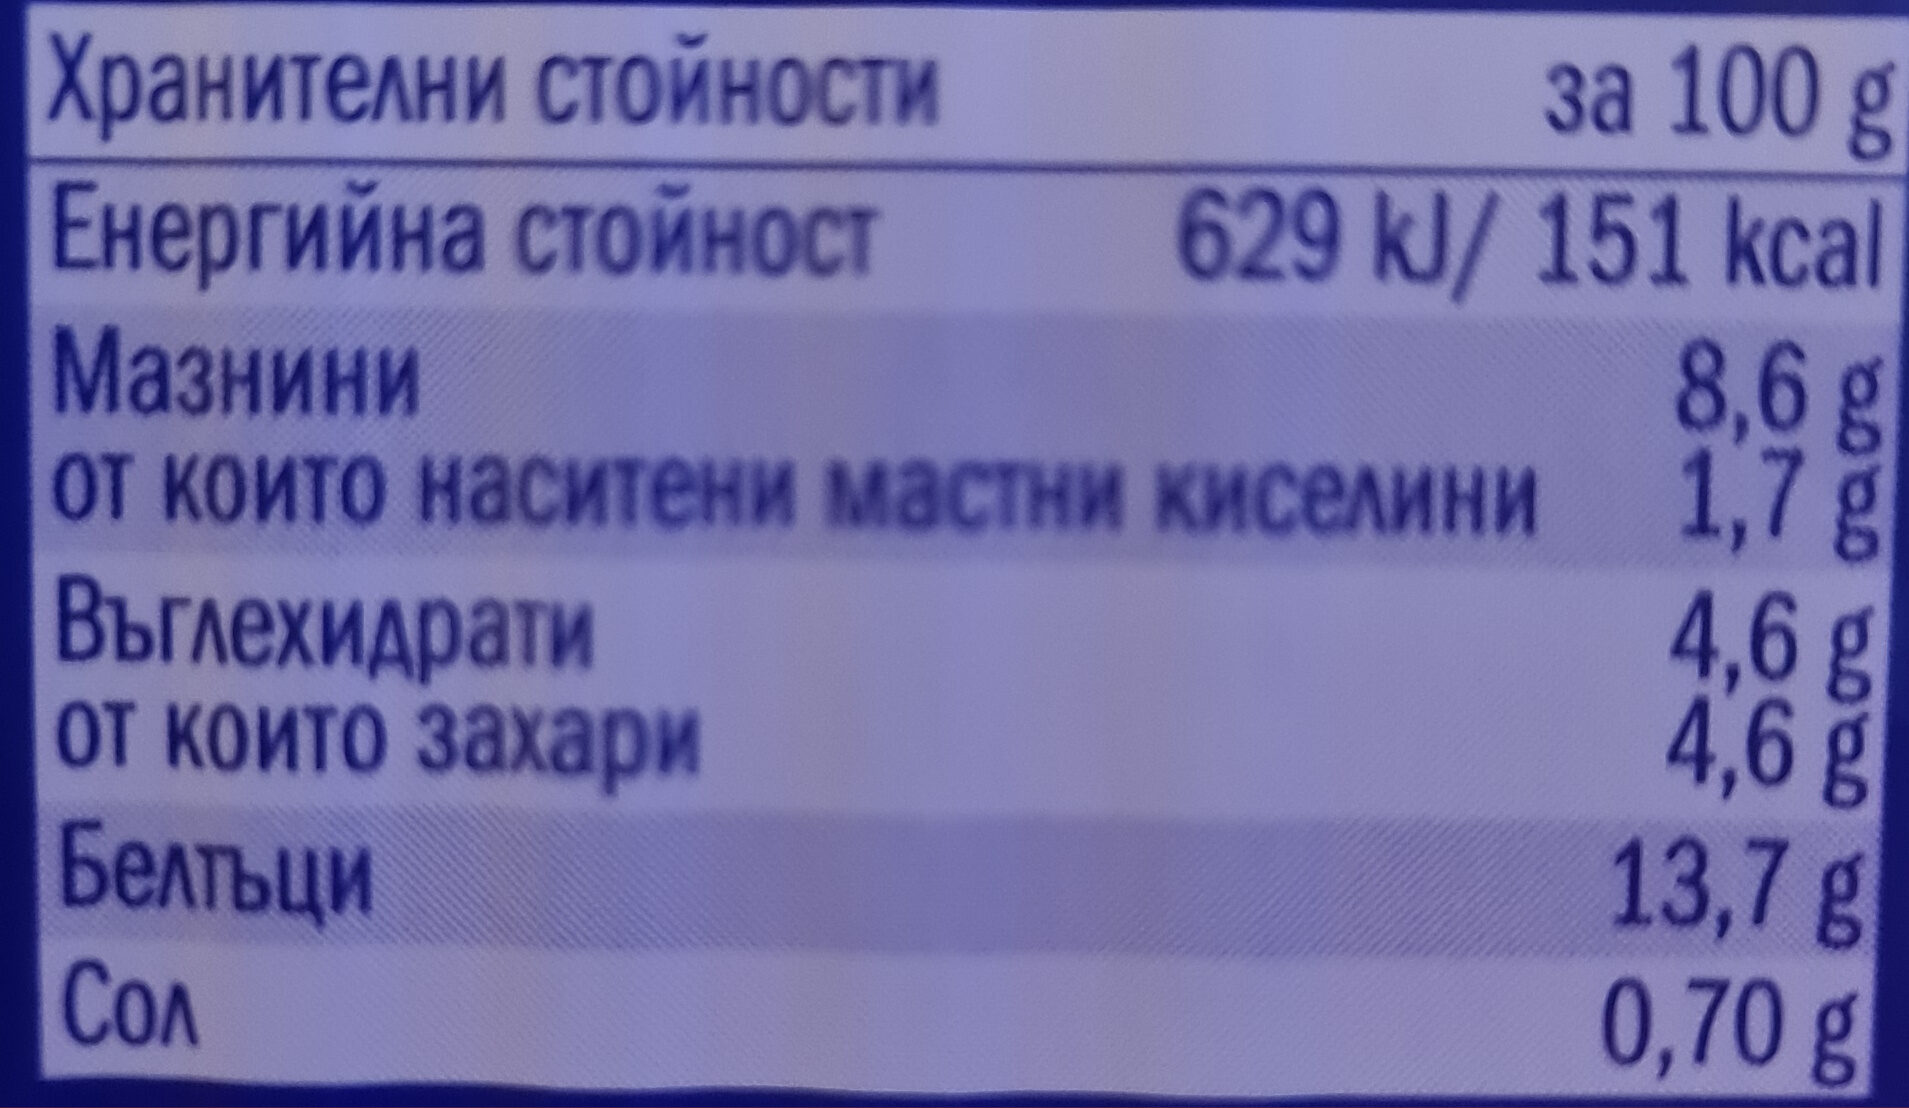 Хранителни стойности за 100 g
Енергийна стойност 629 kJ/ 151 kcal
Мазнини 8,6 g
от които наситени мастни киселини 1,7 g
Въглехидрати 4,6 g
от които захари 4,6 g
Белтъци 13,7 g
Сол 0,70 g